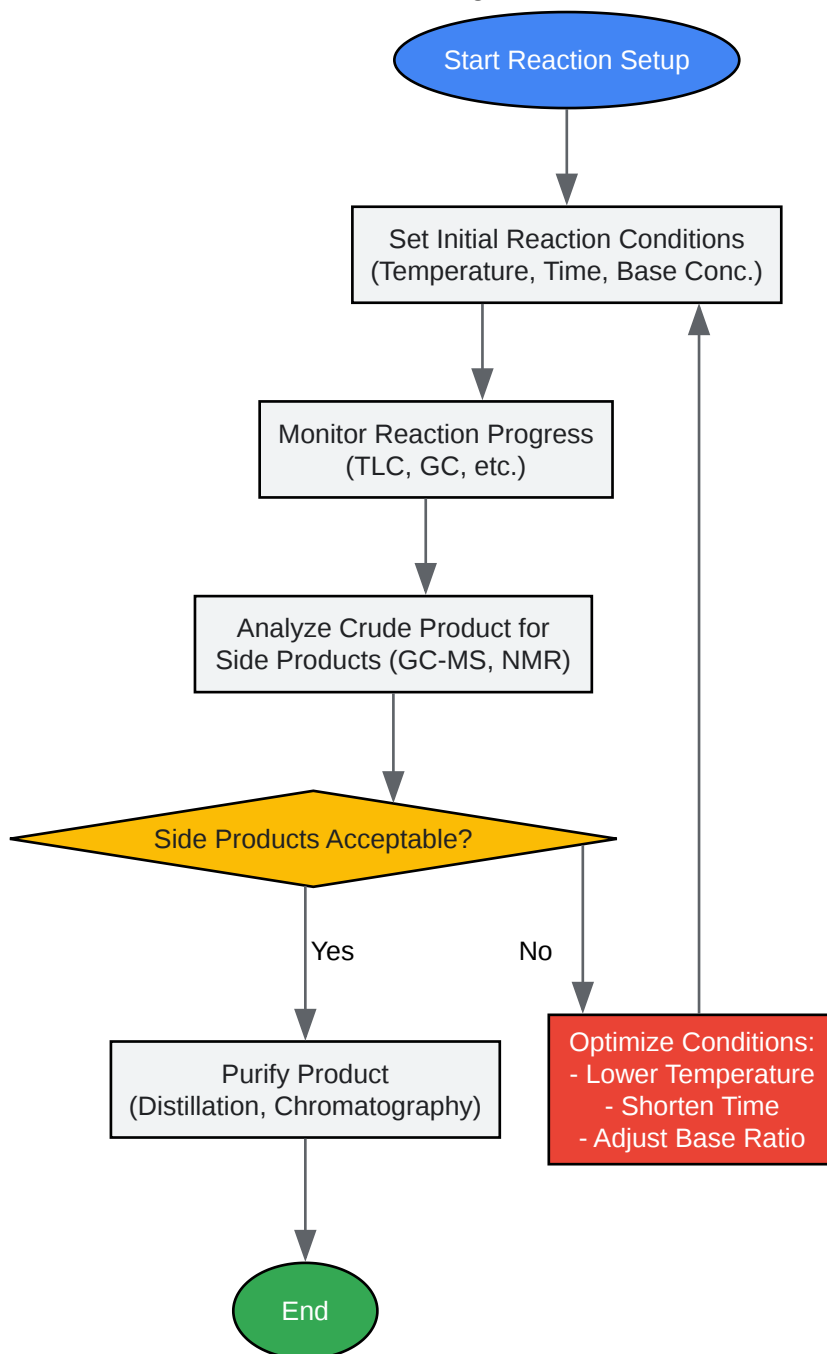 Start Reaction Setup
Set Initial Reaction Conditions
(Temperature, Time, Base Conc.)
Monitor Reaction Progress
(TLC, GC, etc.)
Analyze Crude Product for
Side Products (GC-MS, NMR)
Side Products Acceptable?
Yes
No
Purify Product
(Distillation, Chromatography)
Optimize Conditions:
- Lower Temperature
- Shorten Time
- Adjust Base Ratio
End